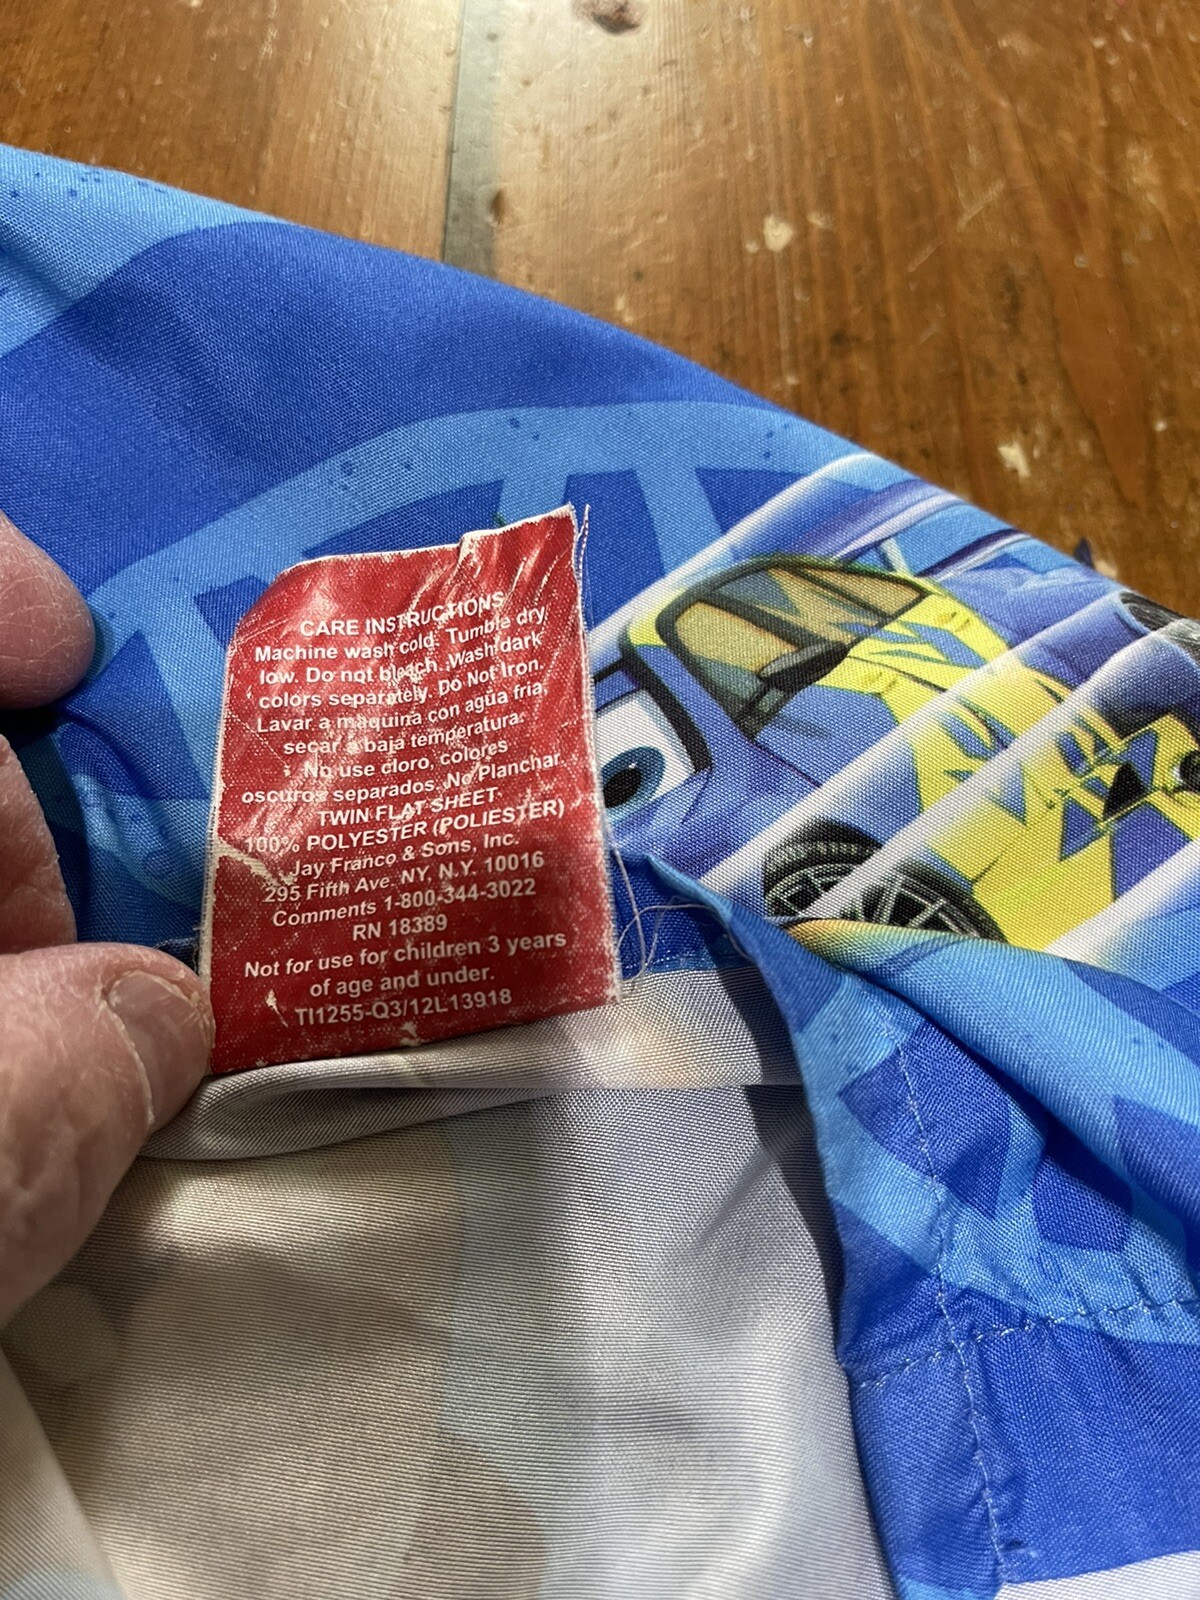 CARE INSTRUCTIONS
Machine wash cold. Tumble dry
low. Do not bleach. Wash dark
colors separately. Do Not Iron.
Lavar a maquina con agua fria,
secar a baja temperatura.
No use cloro, colores
oscuros separados. No Planchar.
TWIN FLAT SHEET
100% POLYESTER (POLIESTER)
Jay Franco & Sons, Inc.
295 Fifth Ave. NY, N.Y. 10016
Comments 1-800-344-3022
RN 18389
Not for use for children 3 years
of age and under.
TI1255-Q3/12L13918